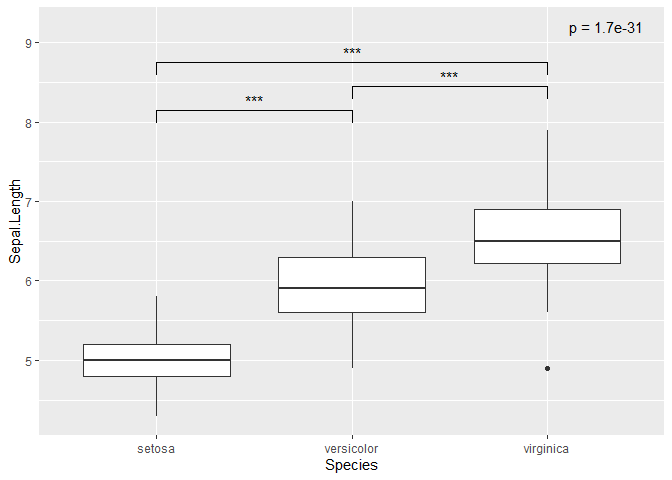 p = 1.7e-31
9
***
***
***
8
7
6
5
Sepal.Length
setosa versicolor virginica
Species